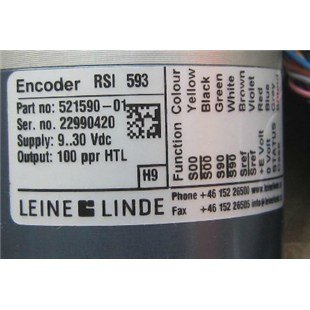 Encoder RSI 593
Part no: 521590-01
Ser. no. 22990420
Supply: 9..30 Vdc
Output: 100 ppr HTL
H9
LEINE LINDE
Function Colour
S00 Yellow
S00 Black
S90 Green
S90 White
Sref Brown
Sref Violet
+E Volt Red
0 Volt Blue
STATUS
Phone +46 152 26500
Fax +46 152 26505